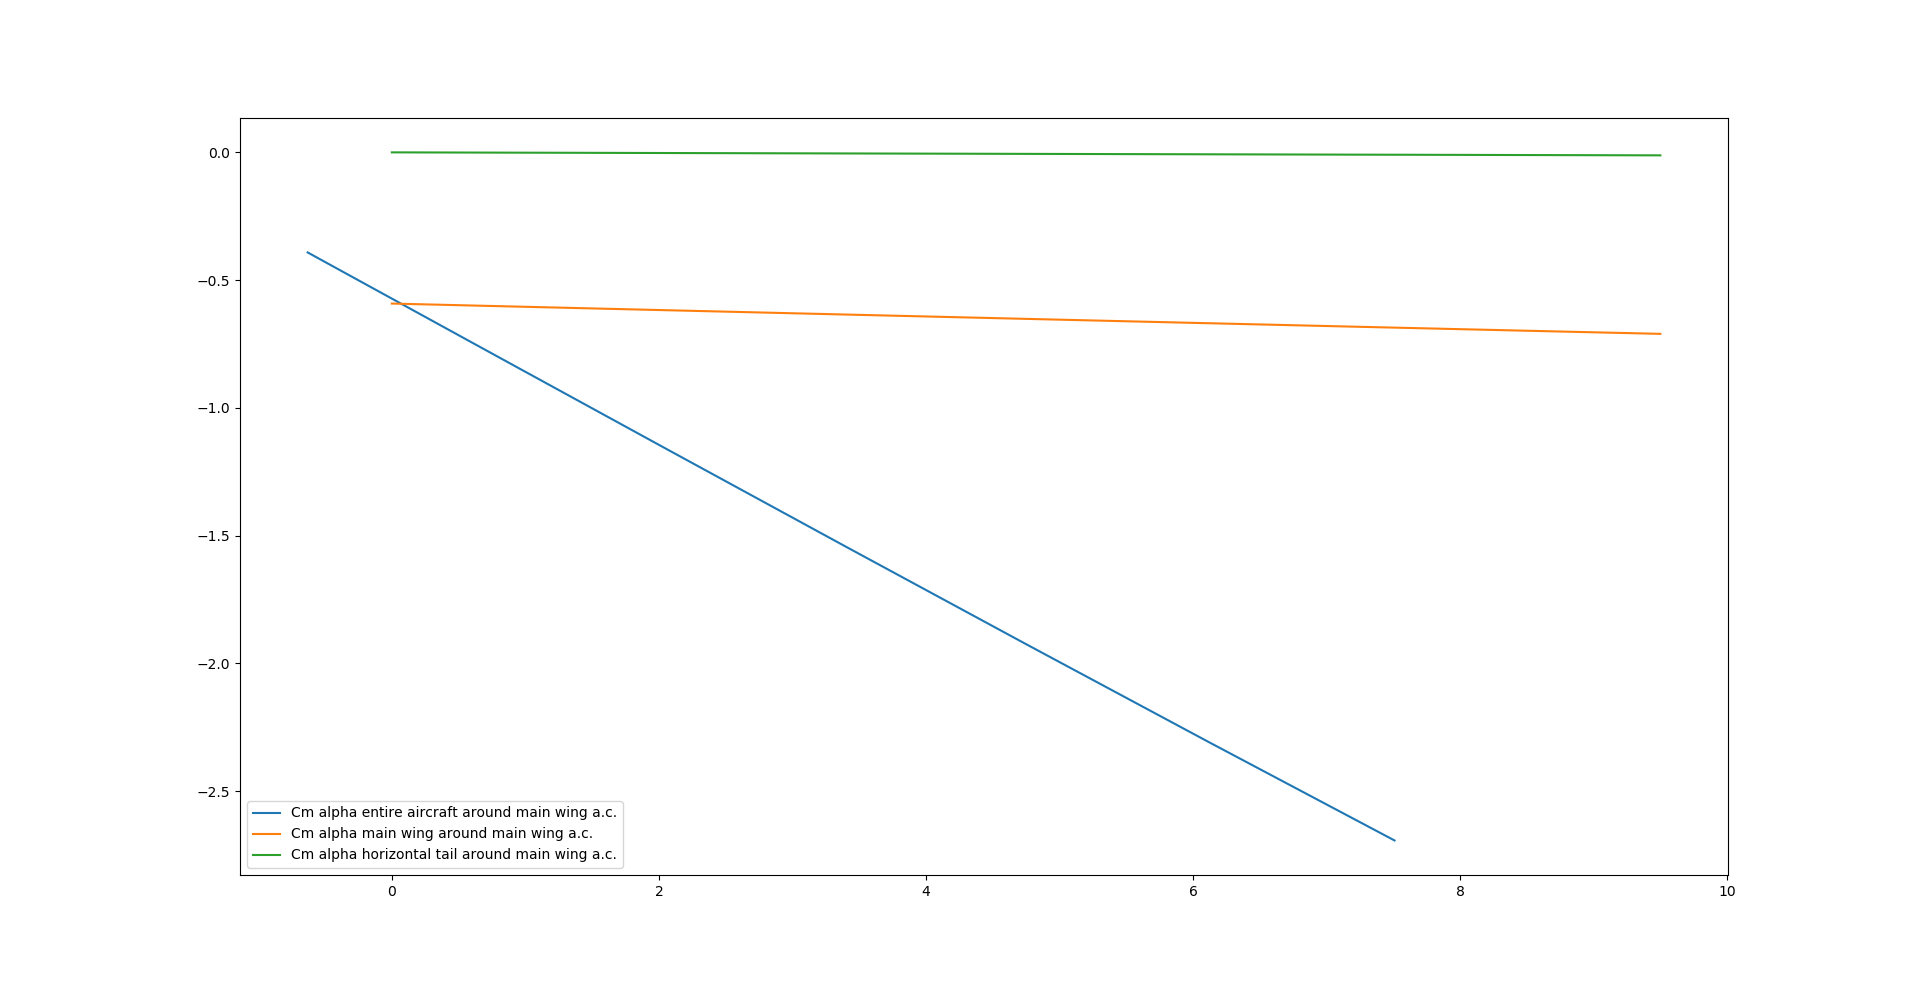 0.0
−0.5
−1.0
−1.5
−2.0
−2.5
Cm alpha entire aircraft around main wing a.c.
Cm alpha main wing around main wing a.c.
Cm alpha horizontal tail around main wing a.c.
0 2 4 6 8 10